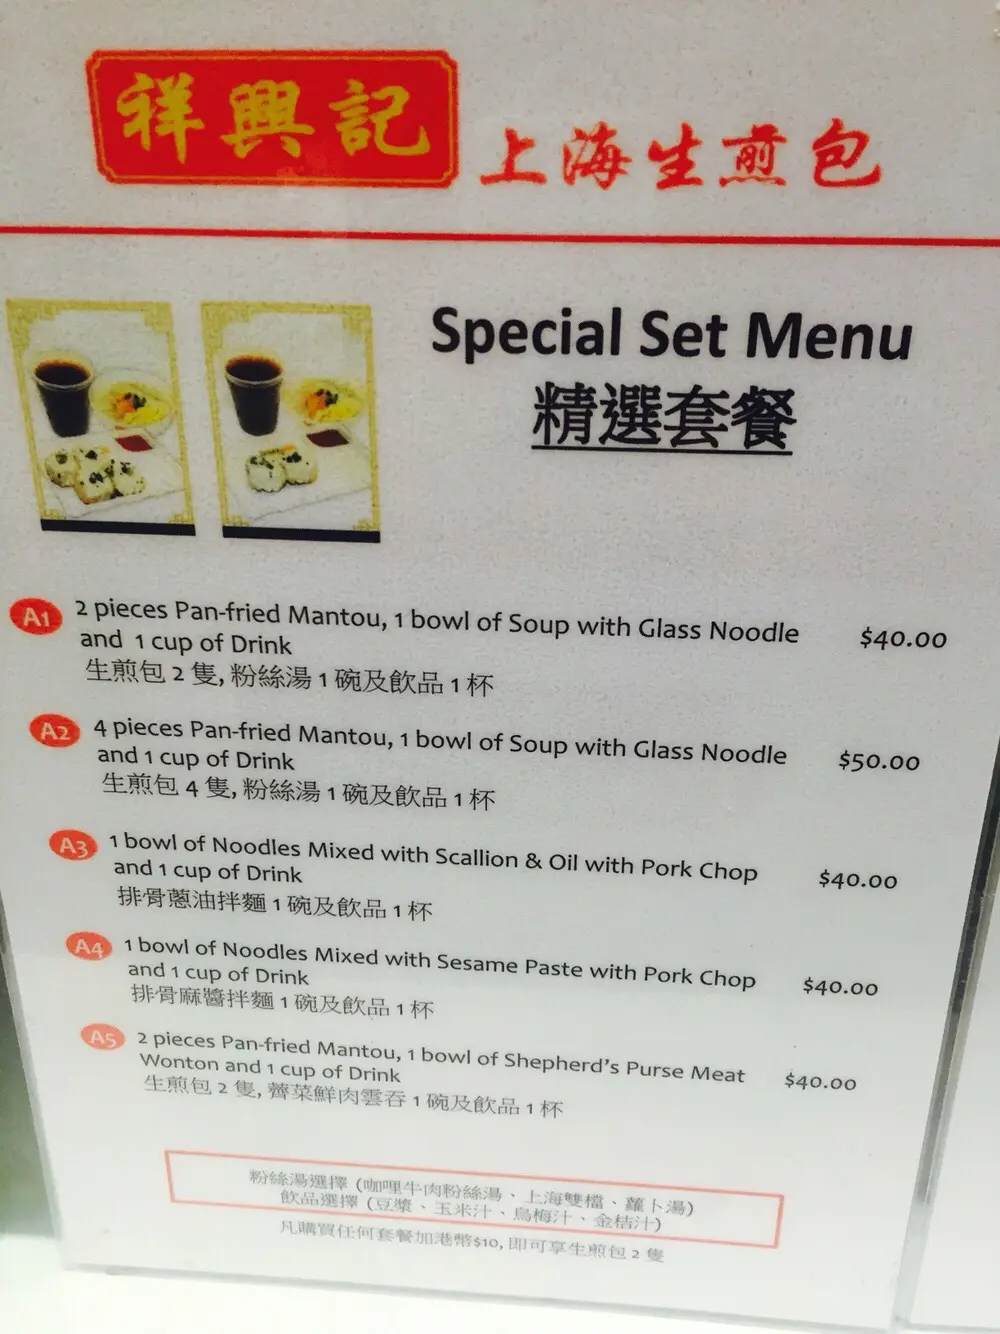 祥興記
上海生煎包
Special Set Menu
精選套餐
A1 2 pieces Pan-fried Mantou, 1 bowl of Soup with Glass Noodle $40.00
and 1 cup of Drink
生煎包 2 隻, 粉絲湯 1 碗及飲品 1 杯
A2 4 pieces Pan-fried Mantou, 1 bowl of Soup with Glass Noodle $50.00
and 1 cup of Drink
生煎包 4 隻, 粉絲湯 1 碗及飲品 1 杯
A3 1 bowl of Noodles Mixed with Scallion & Oil with Pork Chop $40.00
and 1 cup of Drink
排骨蔥油拌麵 1 碗及飲品 1 杯
A4 1 bowl of Noodles Mixed with Sesame Paste with Pork Chop $40.00
and 1 cup of Drink
排骨麻醬拌麵 1 碗及飲品 1 杯
A5 2 pieces Pan-fried Mantou, 1 bowl of Shepherd's Purse Meat $40.00
Wonton and 1 cup of Drink
生煎包 2 隻, 薺菜鮮肉雲吞 1 碗及飲品 1 杯
粉絲湯選擇 (咖喱牛肉粉絲湯、上海雙檔、蘿卜湯)
飲品選擇 (豆漿、玉米汁、烏梅汁、金桔汁)
凡購買任何套餐加港幣$10, 即可享生煎包 2 隻